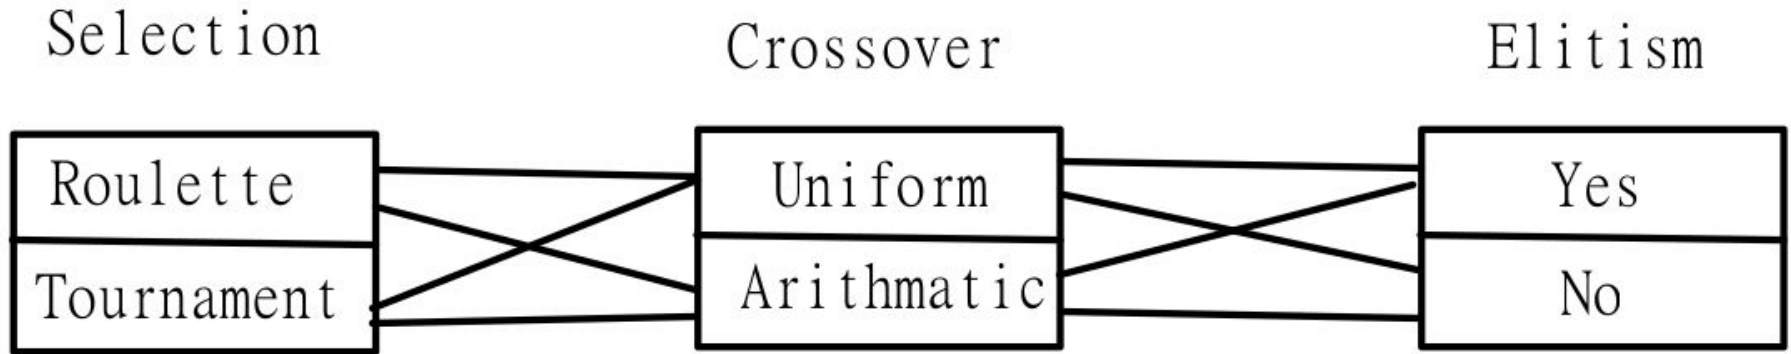 Selection
Crossover
Elitism
Roulette
Uniform
Yes
Tournament
Arithmatic
No